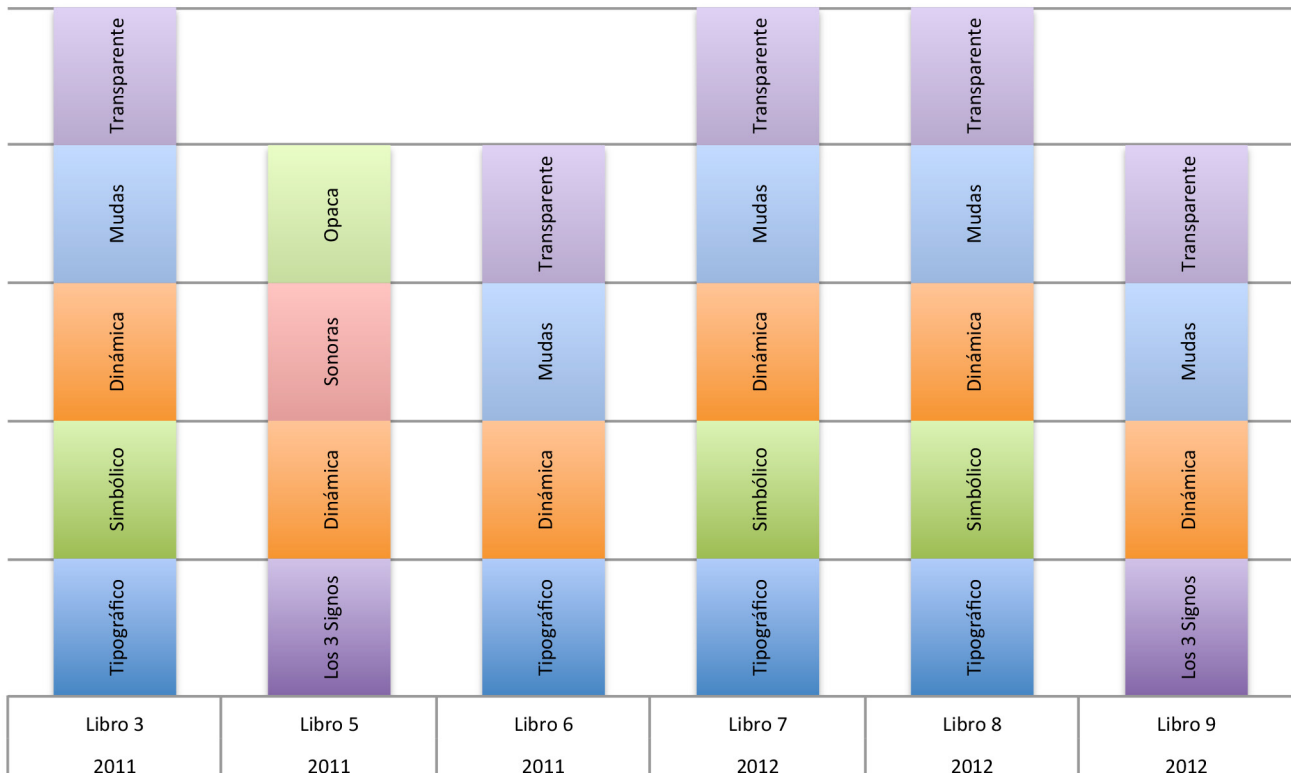 Transparente
Mudas
Dinámica
Simbólico
Tipográfico
Opaca
Sonoras
Dinámica
Los 3 Signos
Transparente
Mudas
Dinámica
Tipográfico
Transparente
Mudas
Dinámica
Simbólico
Tipográfico
Transparente
Mudas
Dinámica
Simbólico
Tipográfico
Transparente
Mudas
Dinámica
Los 3 Signos
Libro 3
Libro 5
Libro 6
Libro 7
Libro 8
Libro 9
2011
2011
2011
2012
2012
2012